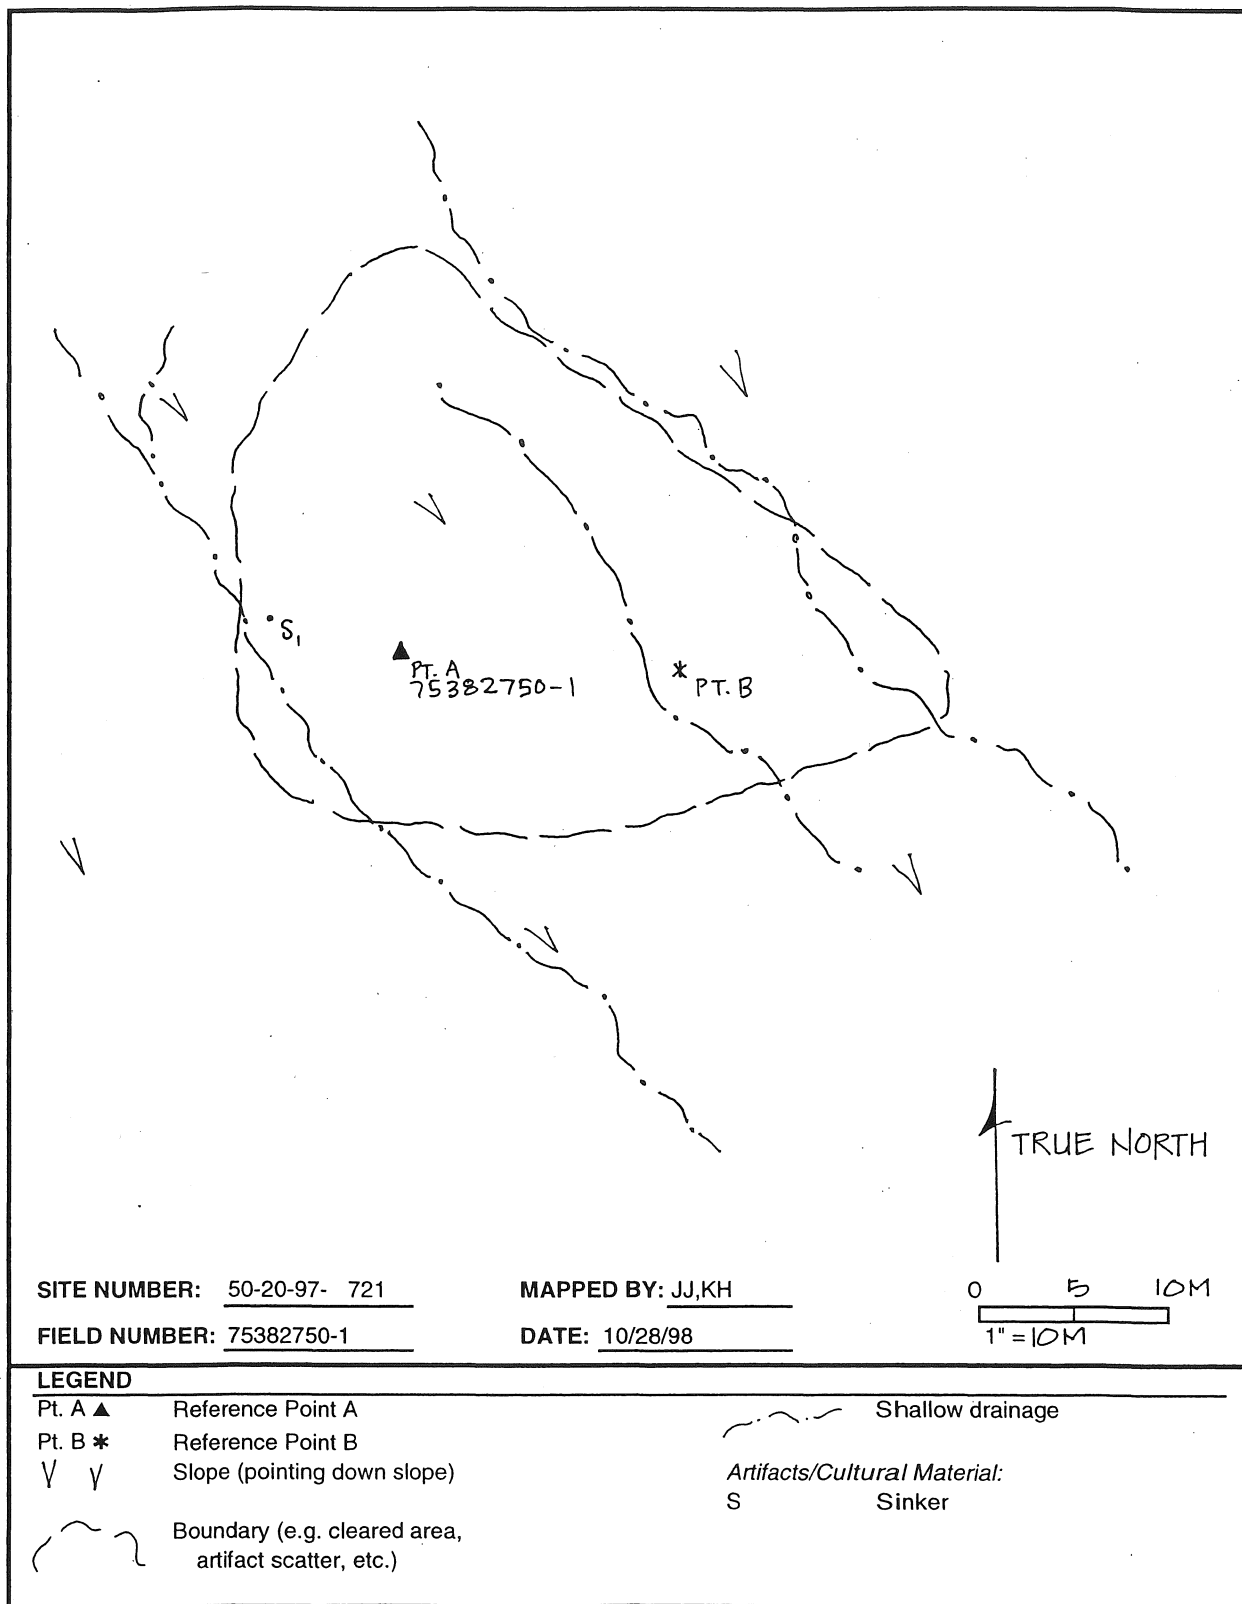 S1
PT. A
75382750-1
PT. B
TRUE NORTH
SITE NUMBER: 50-20-97- 721
MAPPED BY: JJ,KH
0 5 10M
FIELD NUMBER: 75382750-1
DATE: 10/28/98
1" = 10M
LEGEND
Pt. A ▲ Reference Point A
Shallow drainage
Pt. B * Reference Point B
Slope (pointing down slope)
Artifacts/Cultural Material:
S Sinker
Boundary (e.g. cleared area,
artifact scatter, etc.)